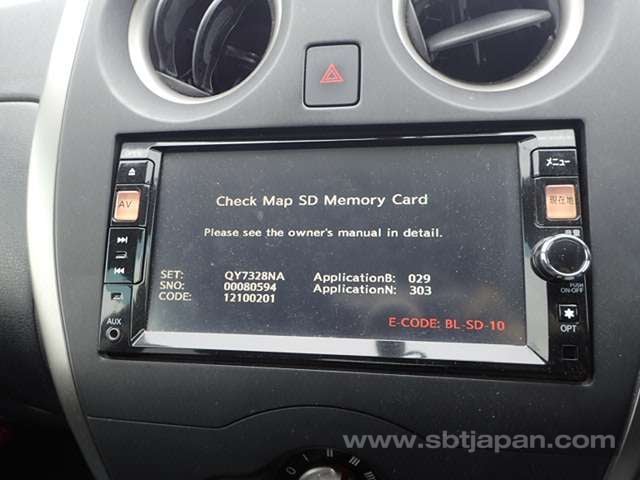 Check Map SD Memory Card
Please see the owner's manual in detail.
SET: QY7328NA ApplicationB: 029
SNO: 00080594 ApplicationN: 303
CODE: 12100201
E-CODE: BL-SD-10
AV
AUX
メニュー
現在地
PUSH
ON-OFF
OPT
www.sbtjapan.com